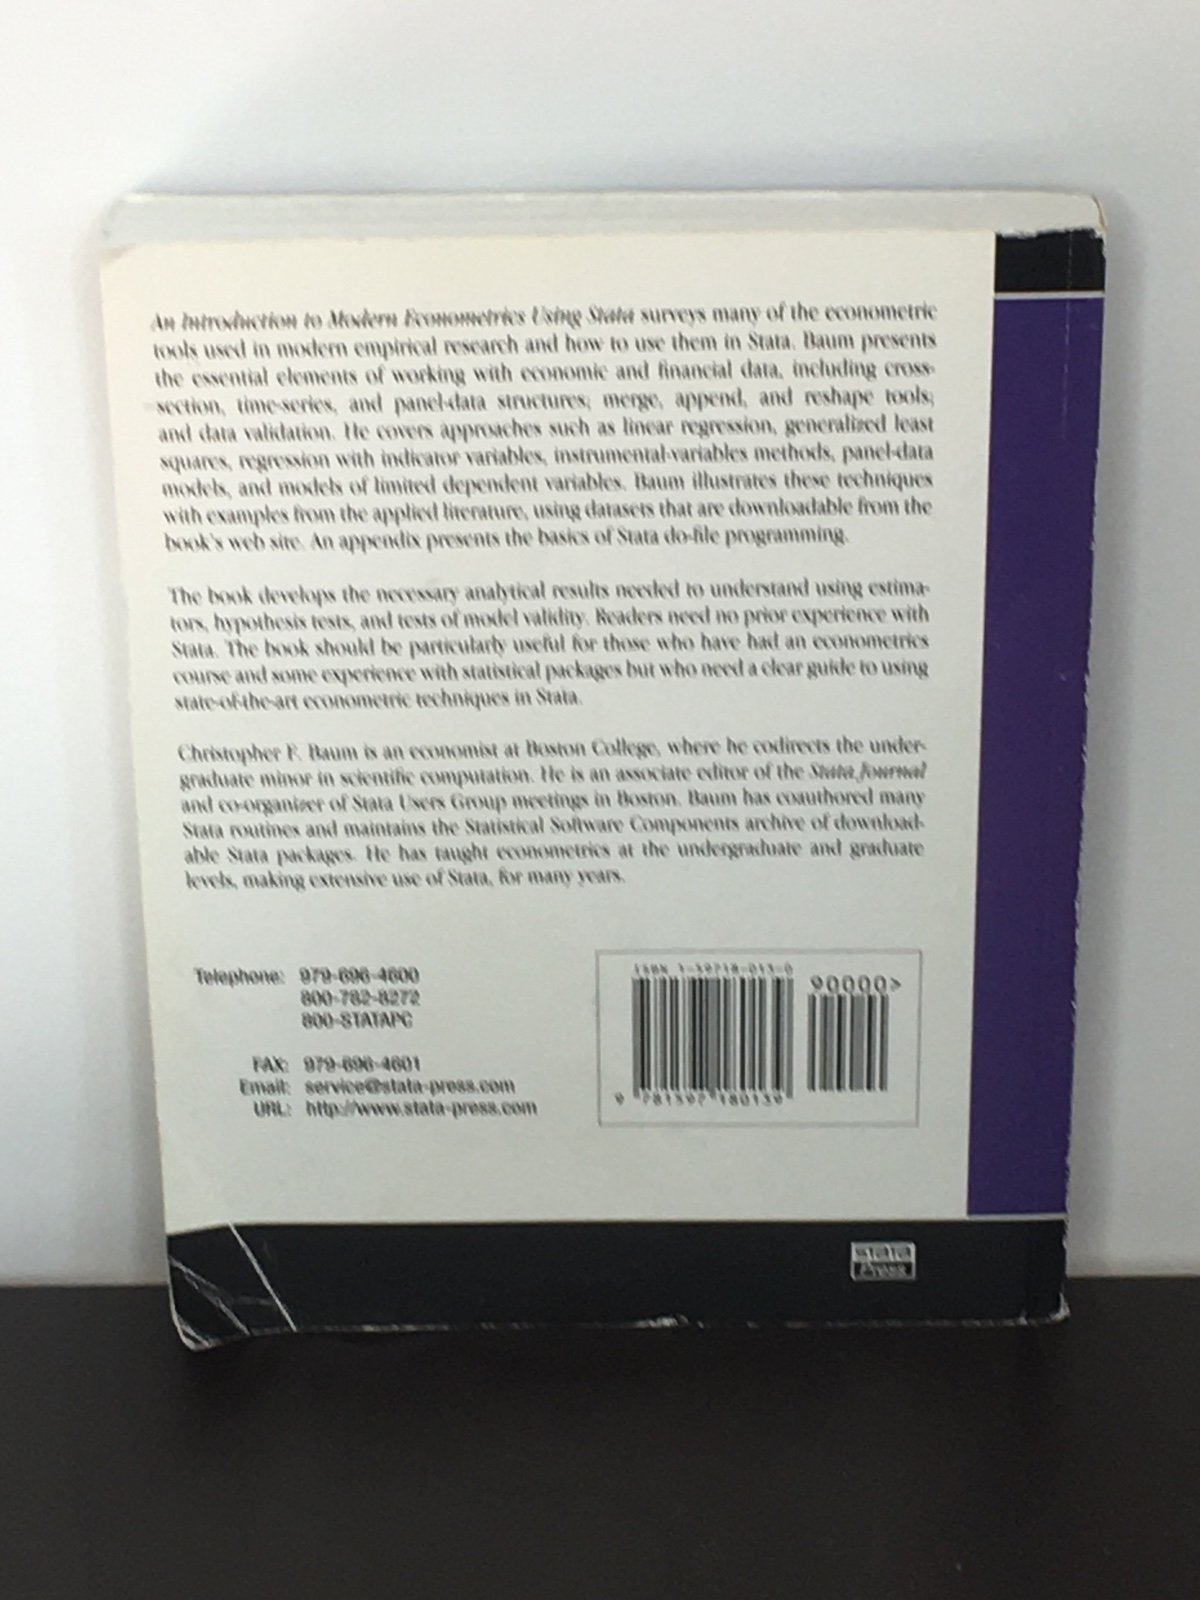 An Introduction to Modern Econometrics Using Stata surveys many of the econometric
tools used in modern empirical research and how to use them in Stata. Baum presents
the essential elements of working with economic and financial data, including cross-
section, time-series, and panel-data structures; merge, append, and reshape tools;
and data validation. He covers approaches such as linear regression, generalized least
squares, regression with indicator variables, instrumental-variables methods, panel-data
models, and models of limited dependent variables. Baum illustrates these techniques
with examples from the applied literature, using datasets that are downloadable from the
book's web site. An appendix presents the basics of Stata do-file programming.
The book develops the necessary analytical results needed to understand using estima-
tors, hypothesis tests, and tests of model validity. Readers need no prior experience with
Stata. The book should be particularly useful for those who have had an econometrics
course and some experience with statistical packages but who need a clear guide to using
state-of-the-art econometric techniques in Stata.
Christopher F. Baum is an economist at Boston College, where he codirects the under-
graduate minor in scientific computation. He is an associate editor of the Stata Journal
and co-organizer of Stata Users Group meetings in Boston. Baum has coauthored many
Stata routines and maintains the Statistical Software Components archive of download-
able Stata packages. He has taught econometrics at the undergraduate and graduate
levels, making extensive use of Stata, for many years.
Telephone: 979-696-4600
800-782-8272
800-STATAPC
FAX: 979-696-4601
Email: service@stata-press.com
URL: http://www.stata-press.com
ISBN 1-59718-013-0
90000>
9 781597 180139
STATA
Press